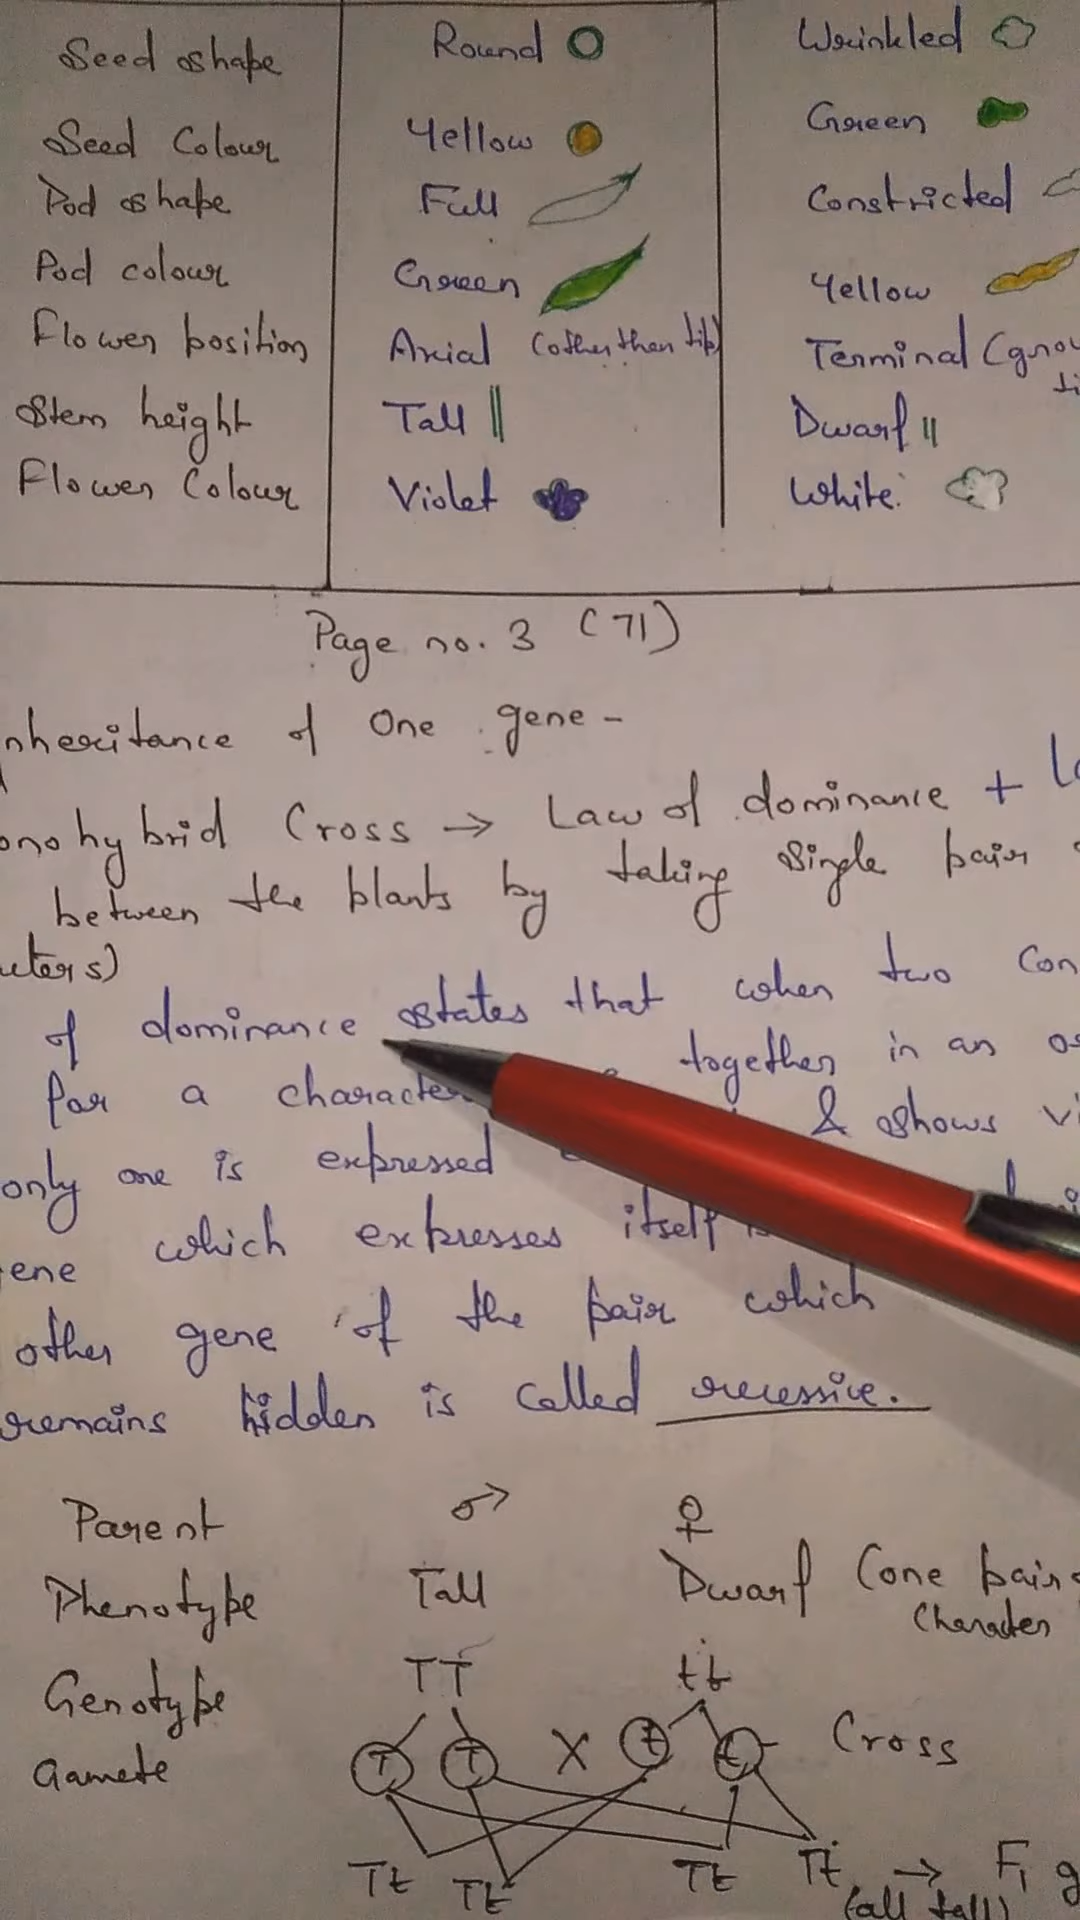 Seed shape Round Wrinkled
Seed Colour Yellow Green
Pod shape Full Constricted
Pod colour Green Yellow
Flower position Axial (other than tip) Terminal
Stem height Tall Dwarf
Flower Colour Violet White
Page no. 3 (71)
nheritance of One gene -
onohybrid Cross → Law of dominance +
between the plants by taking single pair
cters)
of dominance states that when two con
for a character together in an
only one is expressed & shows
ene which expresses itself
other gene of the pair which
remains hidden is called recessive.
Parent ♂ ♀
Phenotype Tall Dwarf (one pair
Character
Genotype TT tt
Gamete T T X t t Cross
Tt Tt Tt Tt → F1 g
(all tall)